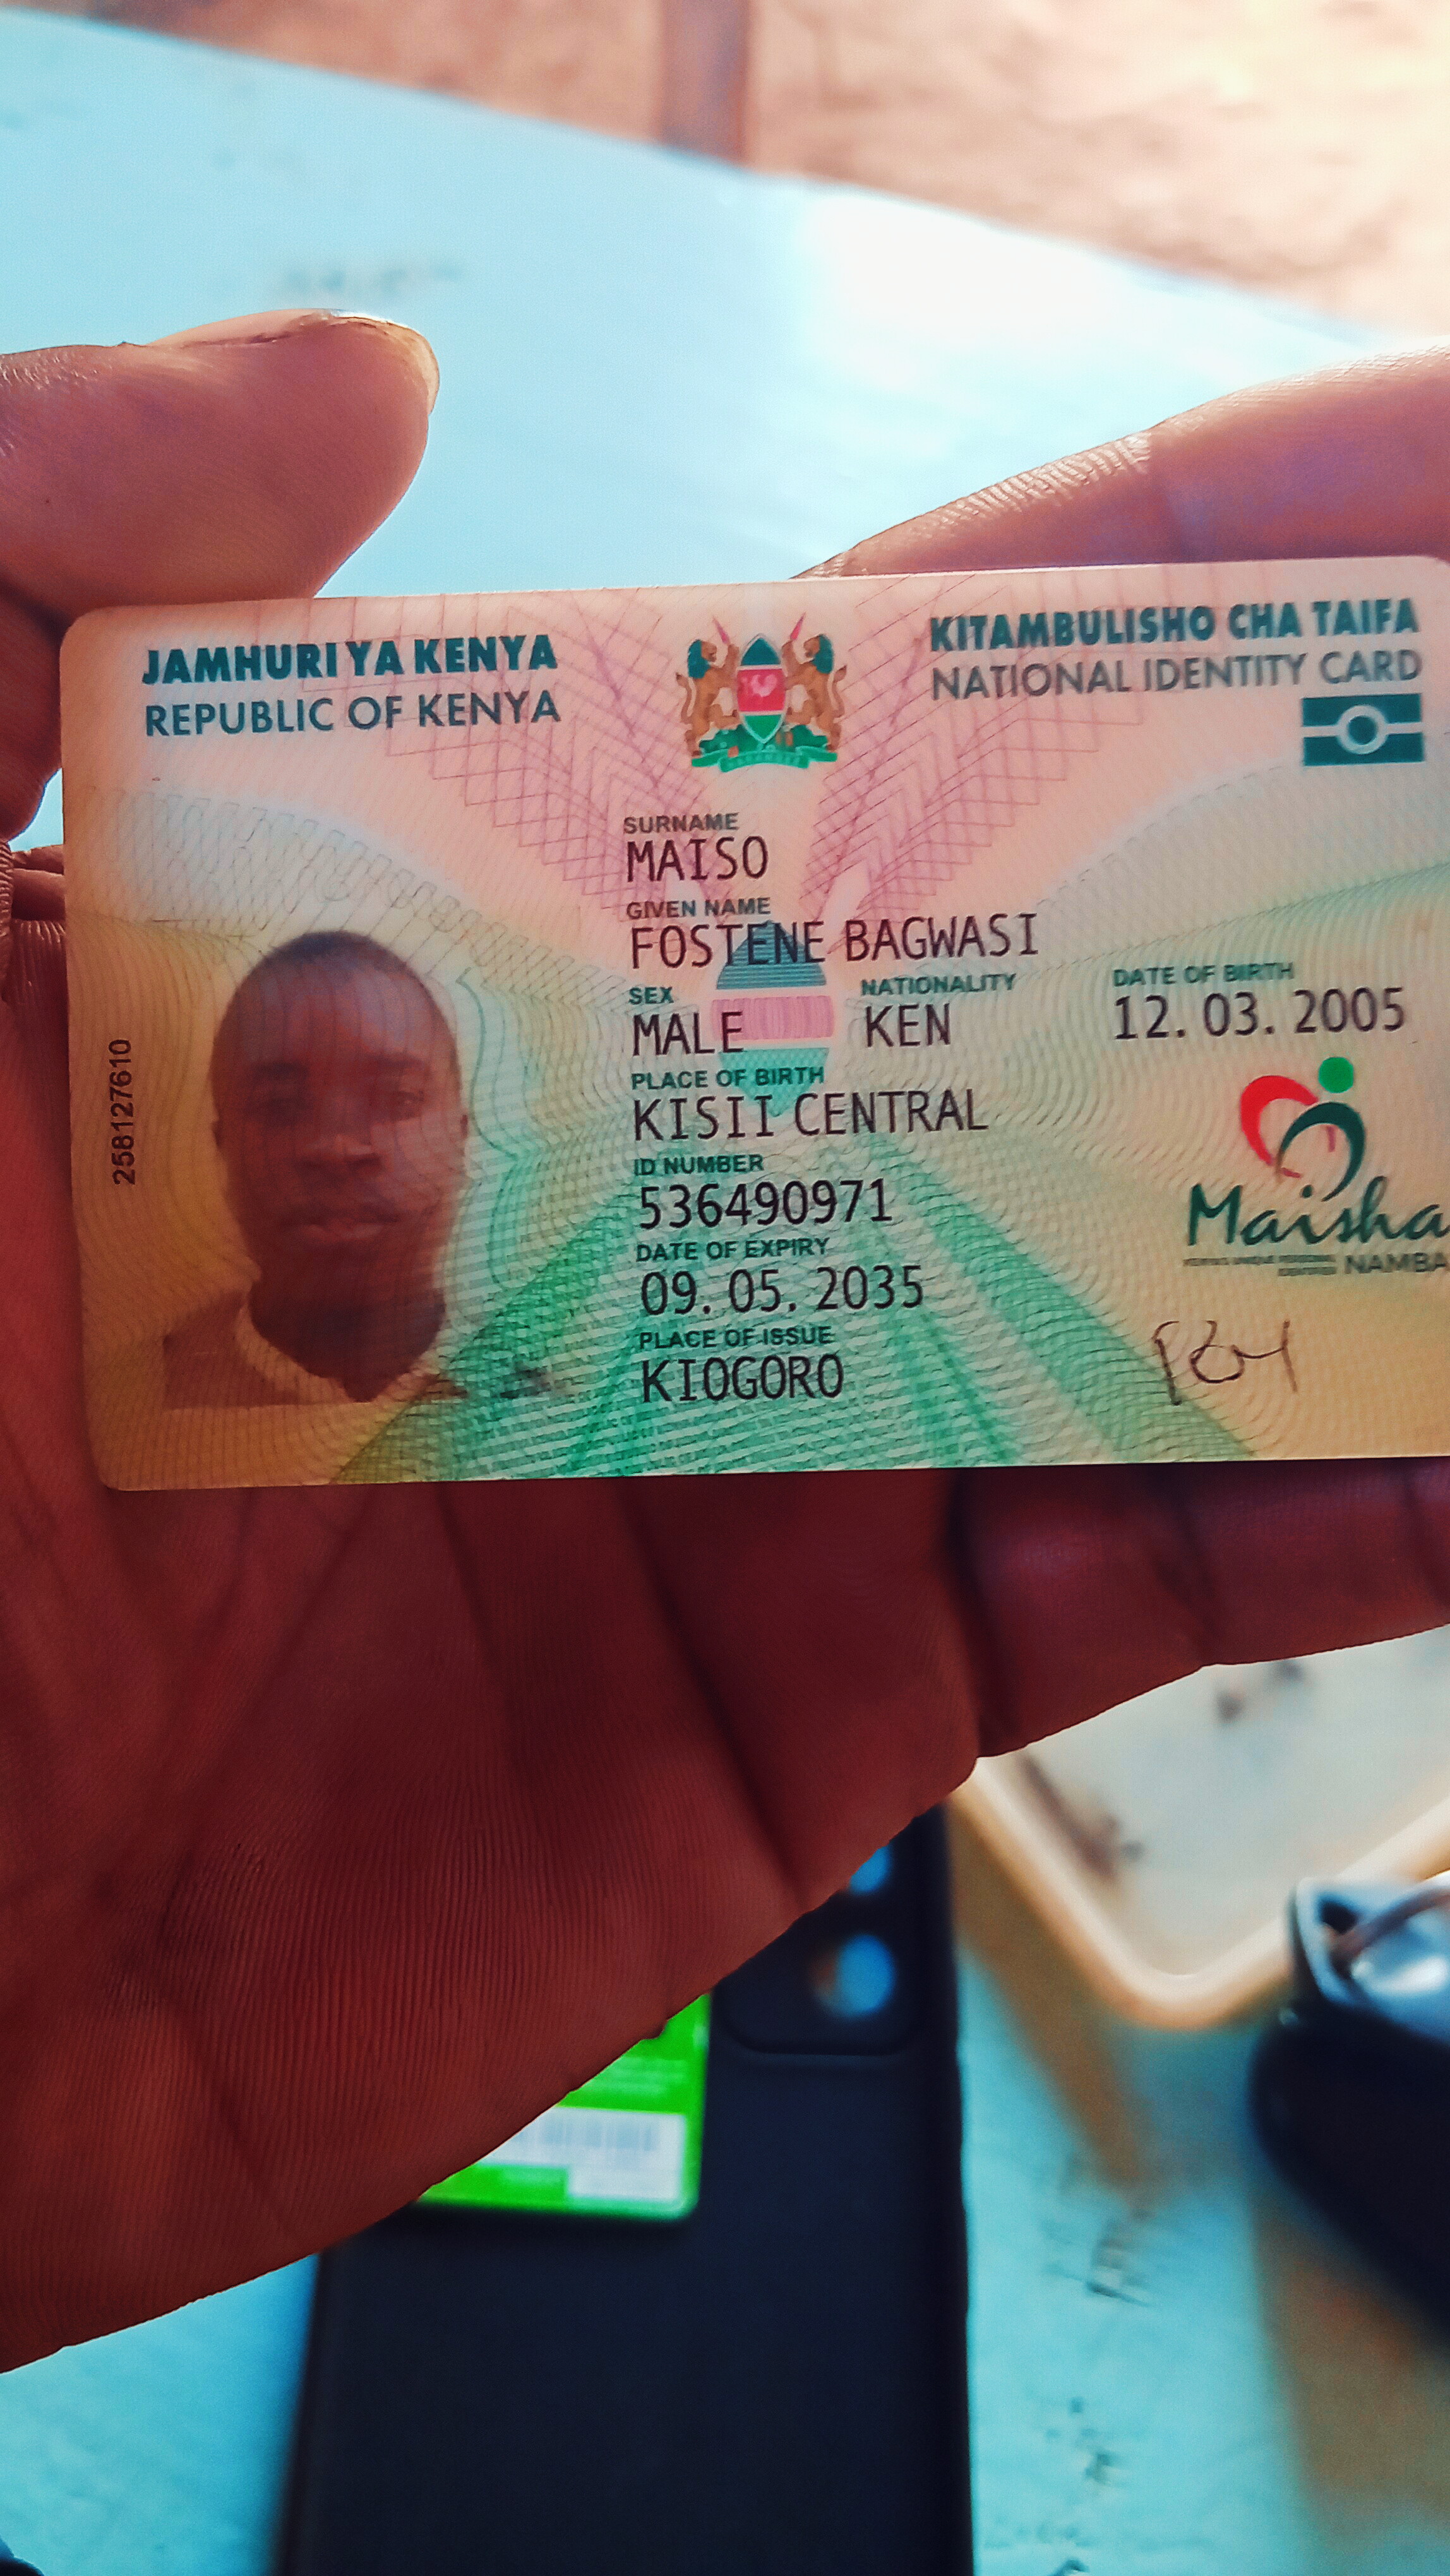 JAMHURI YA KENYA
REPUBLIC OF KENYA
KITAMBULISHO CHA TAIFA
NATIONAL IDENTITY CARD
SURNAME
MAISO
GIVEN NAME
FOSTENE BAGWASI
SEX
MALE
NATIONALITY
KEN
DATE OF BIRTH
12. 03. 2005
PLACE OF BIRTH
KISII CENTRAL
ID NUMBER
536490971
DATE OF EXPIRY
09. 05. 2035
PLACE OF ISSUE
KIOGORO
258127610
Maisha
NAMBA